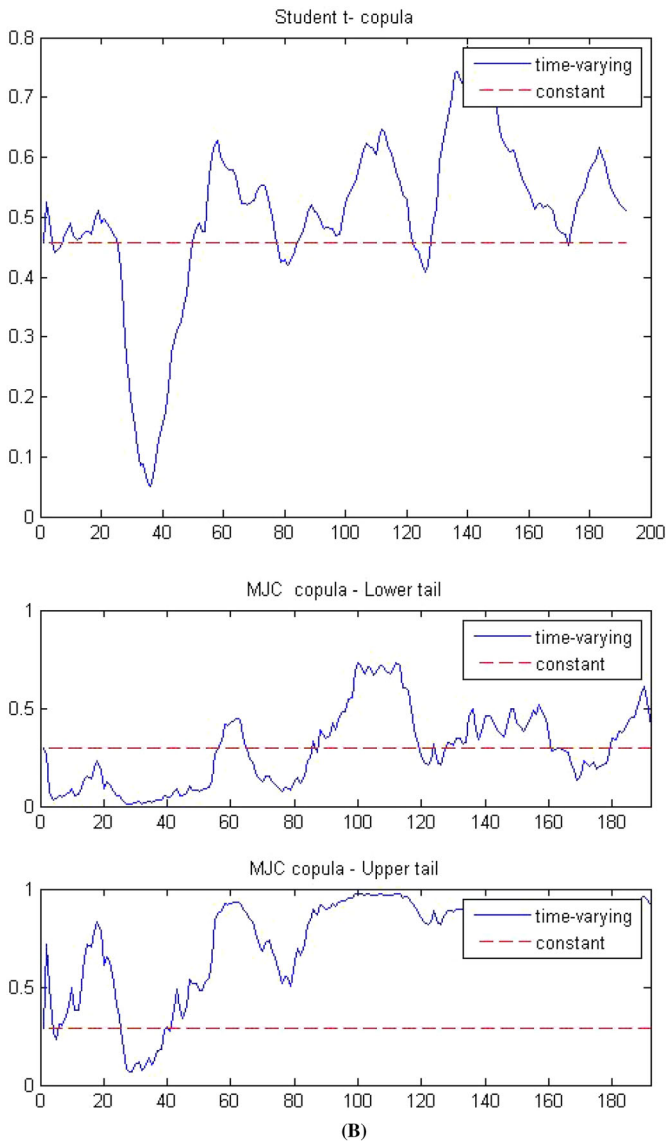 Student t- copula
0.8
0.7
0.6
0.5
0.4
0.3
0.2
0.1
0
time-varying
constant
0 20 40 60 80 100 120 140 160 180 200
MJC copula - Lower tail
1
0.5
0
time-varying
constant
0 20 40 60 80 100 120 140 160 180
MJC copula - Upper tail
1
0.5
0
time-varying
constant
0 20 40 60 80 100 120 140 160 180
(B)